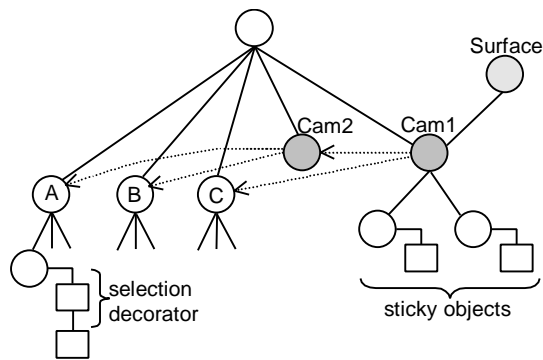 Surface
Cam2
Cam1
A
B
C
selection
decorator
sticky objects